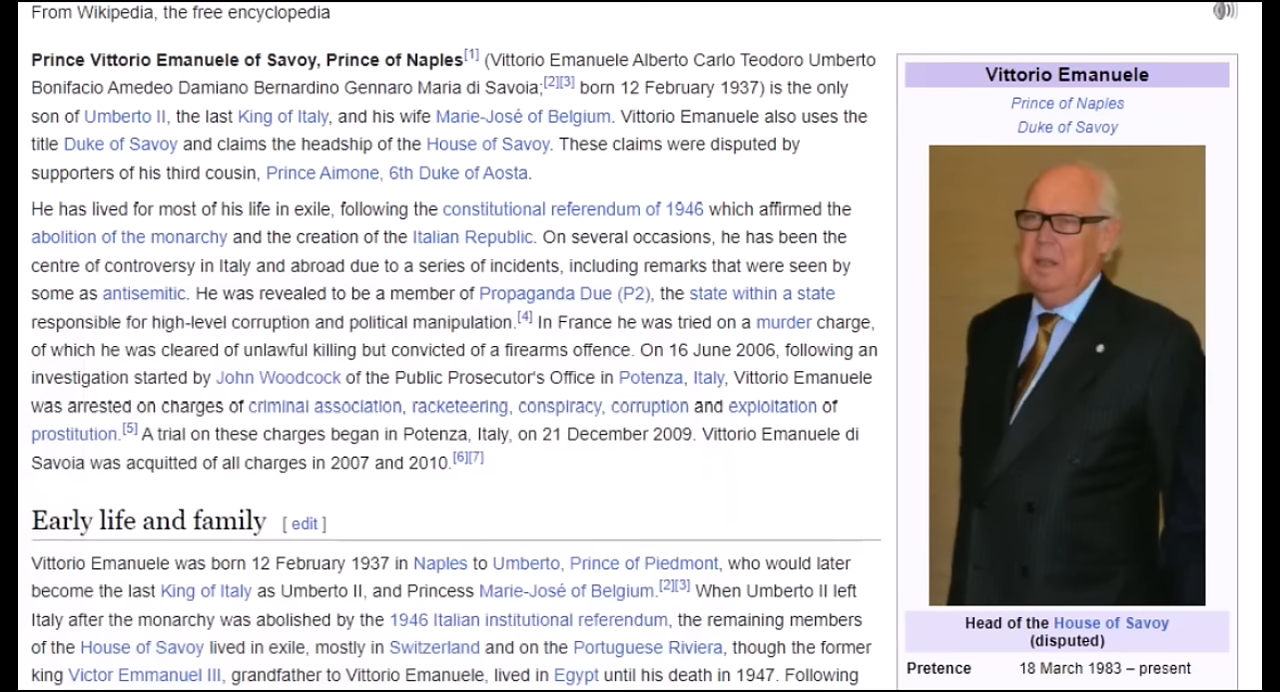 From Wikipedia, the free encyclopedia
Prince Vittorio Emanuele of Savoy, Prince of Naples[1] (Vittorio Emanuele Alberto Carlo Teodoro Umberto
Bonifacio Amedeo Damiano Bernardino Gennaro Maria di Savoia;[2][3] born 12 February 1937) is the only
son of Umberto II, the last King of Italy, and his wife Marie-José of Belgium. Vittorio Emanuele also uses the
title Duke of Savoy and claims the headship of the House of Savoy. These claims were disputed by
supporters of his third cousin, Prince Aimone, 6th Duke of Aosta.
He has lived for most of his life in exile, following the constitutional referendum of 1946 which affirmed the
abolition of the monarchy and the creation of the Italian Republic. On several occasions, he has been the
centre of controversy in Italy and abroad due to a series of incidents, including remarks that were seen by
some as antisemitic. He was revealed to be a member of Propaganda Due (P2), the state within a state
responsible for high-level corruption and political manipulation.[4] In France he was tried on a murder charge,
of which he was cleared of unlawful killing but convicted of a firearms offence. On 16 June 2006, following an
investigation started by John Woodcock of the Public Prosecutor's Office in Potenza, Italy, Vittorio Emanuele
was arrested on charges of criminal association, racketeering, conspiracy, corruption and exploitation of
prostitution.[5] A trial on these charges began in Potenza, Italy, on 21 December 2009. Vittorio Emanuele di
Savoia was acquitted of all charges in 2007 and 2010.[6][7]
Early life and family [ edit ]
Vittorio Emanuele was born 12 February 1937 in Naples to Umberto, Prince of Piedmont, who would later
become the last King of Italy as Umberto II, and Princess Marie-José of Belgium.[2][3] When Umberto II left
Italy after the monarchy was abolished by the 1946 Italian institutional referendum, the remaining members
of the House of Savoy lived in exile, mostly in Switzerland and on the Portuguese Riviera, though the former
king Victor Emmanuel III, grandfather to Vittorio Emanuele, lived in Egypt until his death in 1947. Following
Vittorio Emanuele
Prince of Naples
Duke of Savoy
Head of the House of Savoy
(disputed)
Pretence 18 March 1983 – present